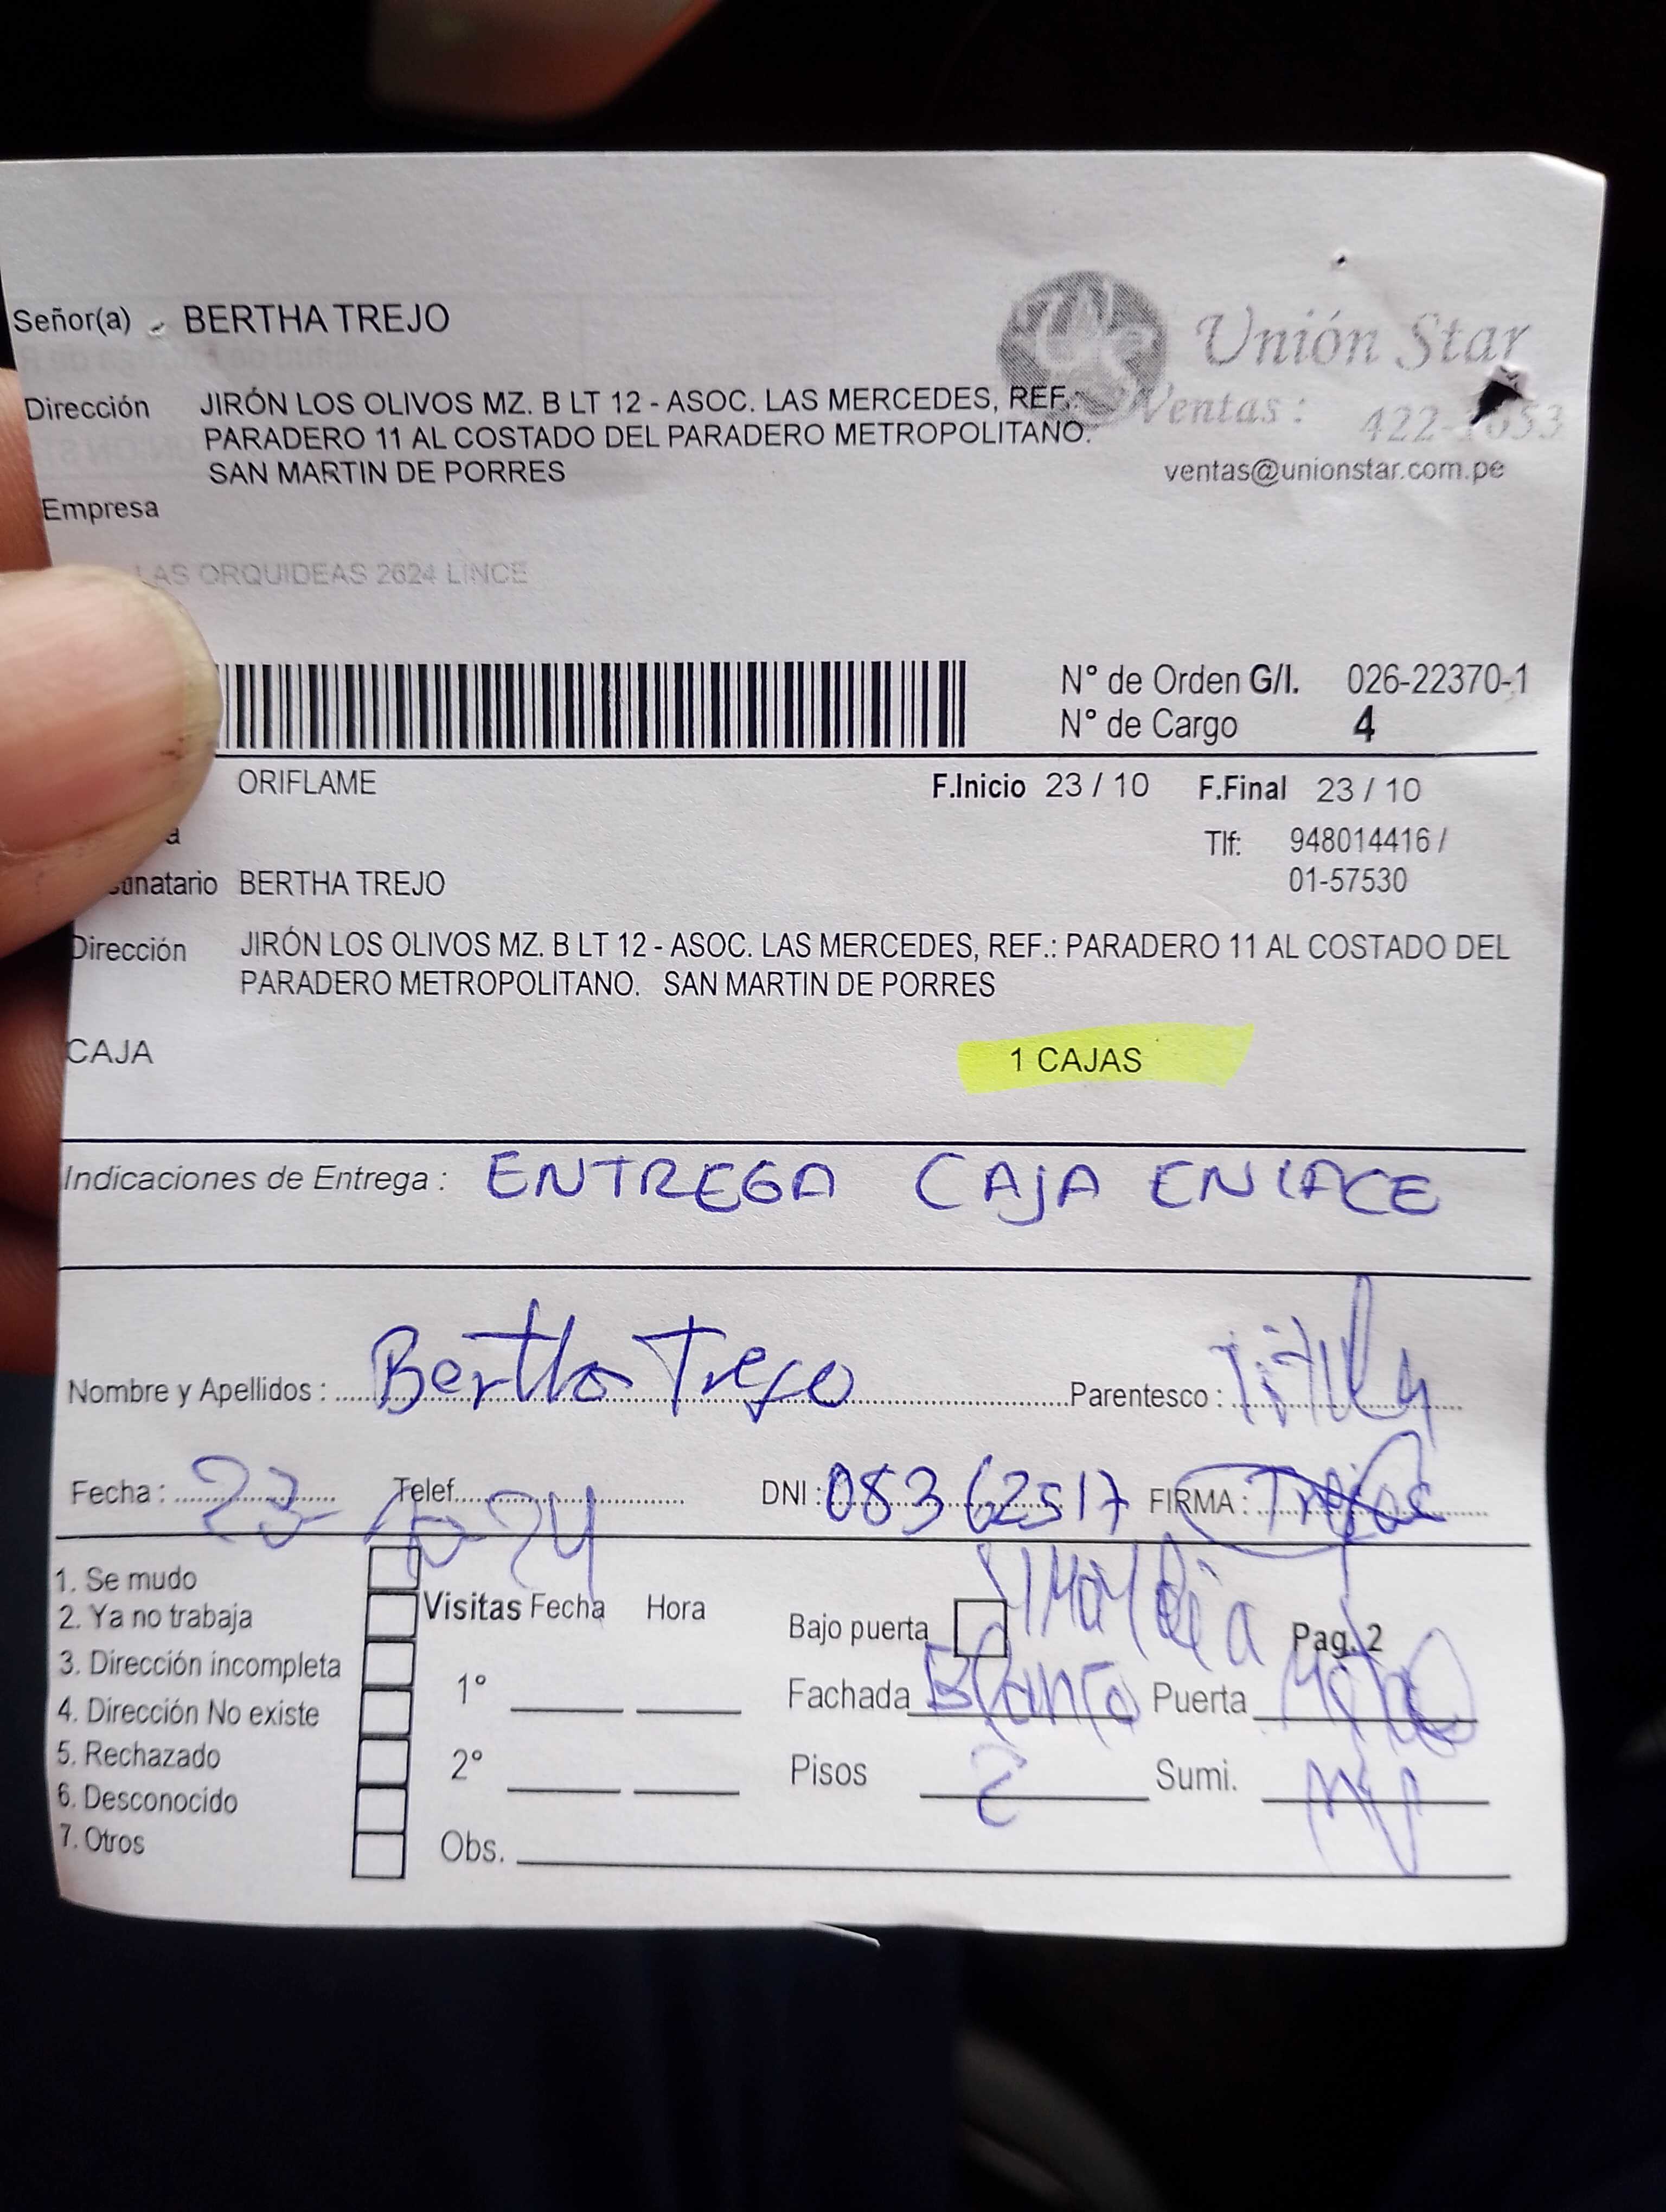 Señor(a) BERTHA TREJO
Unión Star
Dirección JIRÓN LOS OLIVOS MZ. B LT 12 - ASOC. LAS MERCEDES, REF.:
Ventas :
PARADERO 11 AL COSTADO DEL PARADERO METROPOLITANO.
SAN MARTIN DE PORRES
ventas@unionstar.com.pe
Empresa
LAS ORQUIDEAS 2624 LINCE
N° de Orden G/I. 026-22370-1
N° de Cargo 4
ORIFLAME
F.Inicio 23 / 10 F.Final 23 / 10
Tlf: 948014416 /
01-57530
BERTHA TREJO
Dirección JIRÓN LOS OLIVOS MZ. B LT 12 - ASOC. LAS MERCEDES, REF.: PARADERO 11 AL COSTADO DEL
PARADERO METROPOLITANO. SAN MARTIN DE PORRES
CAJA 1 CAJAS
Indicaciones de Entrega : ENTREGA CAJA ENLACE
Nombre y Apellidos : Bertha Trejo Parentesco :
Fecha : 23-10-24 Telef. DNI : 08362517 FIRMA :
1. Se mudo
2. Ya no trabaja
3. Dirección incompleta
4. Dirección No existe
5. Rechazado
6. Desconocido
7. Otros
Visitas Fecha Hora
1°
2°
Obs.
Bajo puerta Pag. 2
Fachada Blanco Puerta
Pisos 2 Sumi.